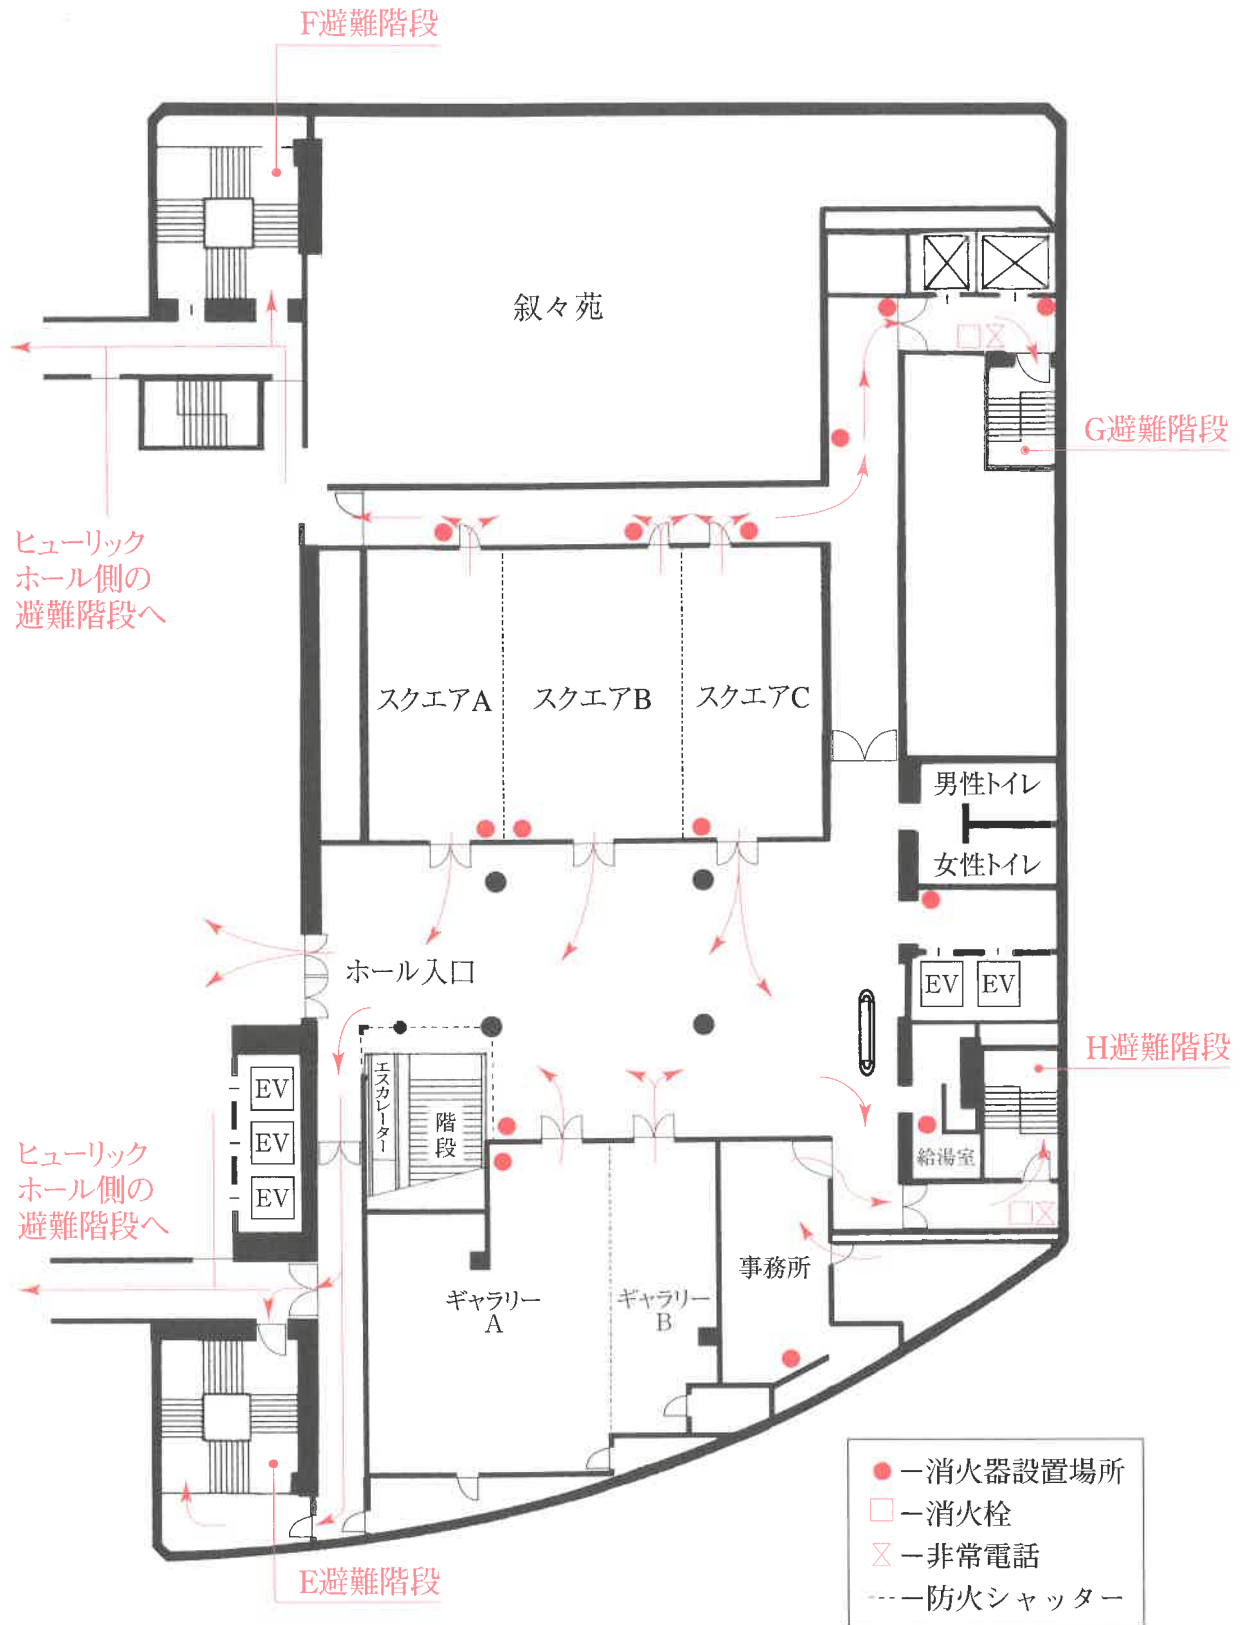 F避難階段
叙々苑
G避難階段
ヒューリック
ホール側の
避難階段へ
スクエアA
スクエアB
スクエアC
男性トイレ
女性トイレ
ホール入口
EV
EV
H避難階段
エスカレーター
階段
EV
EV
EV
給湯室
ヒューリック
ホール側の
避難階段へ
事務所
ギャラリー
A
ギャラリー
B
E避難階段
ー消火器設置場所
ー消火栓
ー非常電話
ー防火シャッター